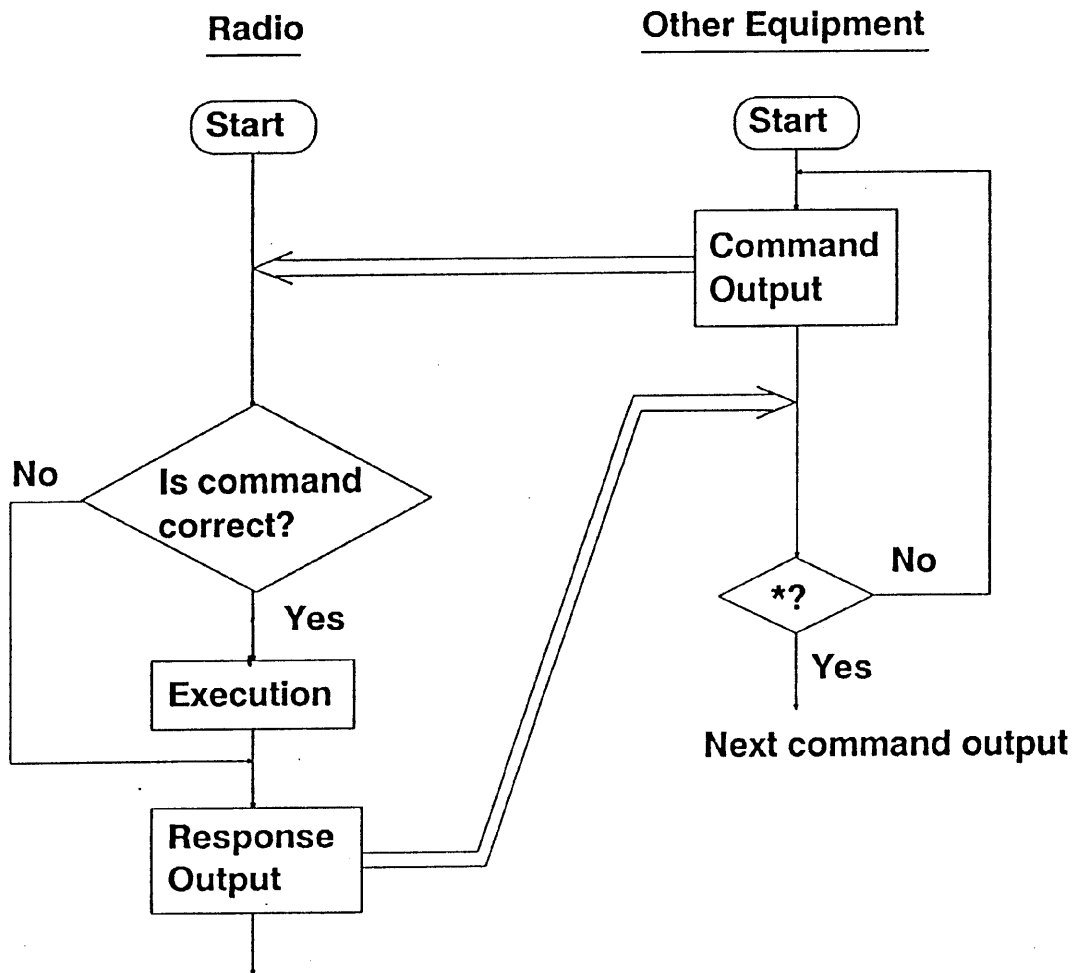 Radio
Other Equipment
Start
Start
Command
Output
Is command
correct?
No
Yes
*?
No
Yes
Execution
Next command output
Response
Output